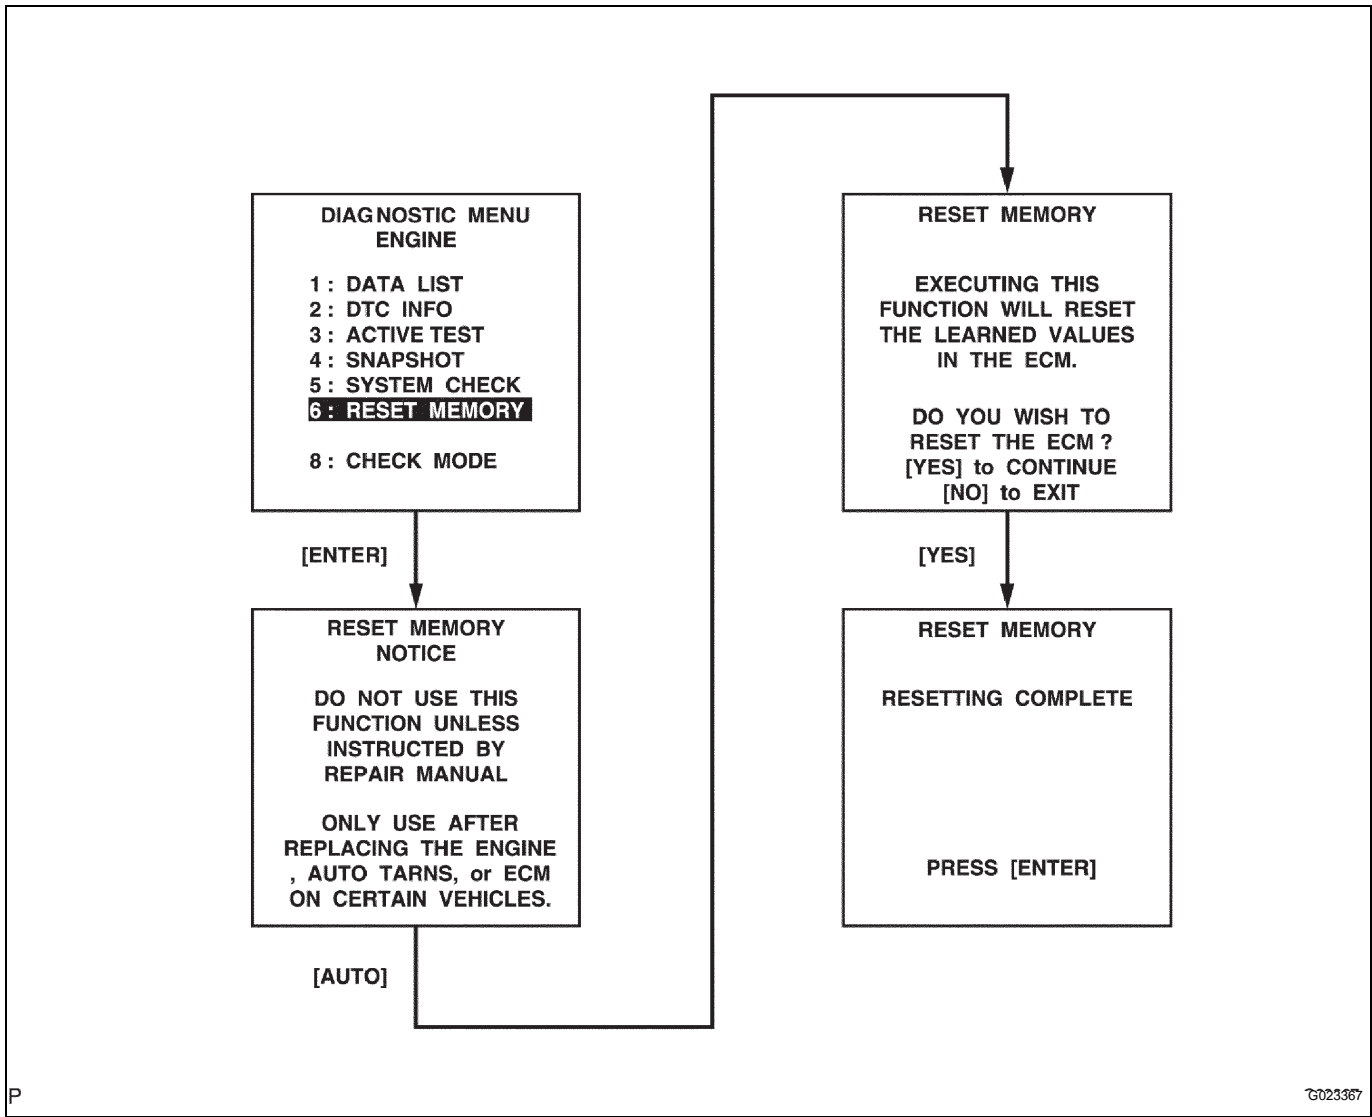 DIAGNOSTIC MENU
ENGINE
1 : DATA LIST
2 : DTC INFO
3 : ACTIVE TEST
4 : SNAPSHOT
5 : SYSTEM CHECK
6 : RESET MEMORY
8 : CHECK MODE
[ENTER]
RESET MEMORY
NOTICE
DO NOT USE THIS
FUNCTION UNLESS
INSTRUCTED BY
REPAIR MANUAL
ONLY USE AFTER
REPLACING THE ENGINE
, AUTO TARNS, or ECM
ON CERTAIN VEHICLES.
[AUTO]
RESET MEMORY
EXECUTING THIS
FUNCTION WILL RESET
THE LEARNED VALUES
IN THE ECM.
DO YOU WISH TO
RESET THE ECM ?
[YES] to CONTINUE
[NO] to EXIT
[YES]
RESET MEMORY
RESETTING COMPLETE
PRESS [ENTER]
P
G023367